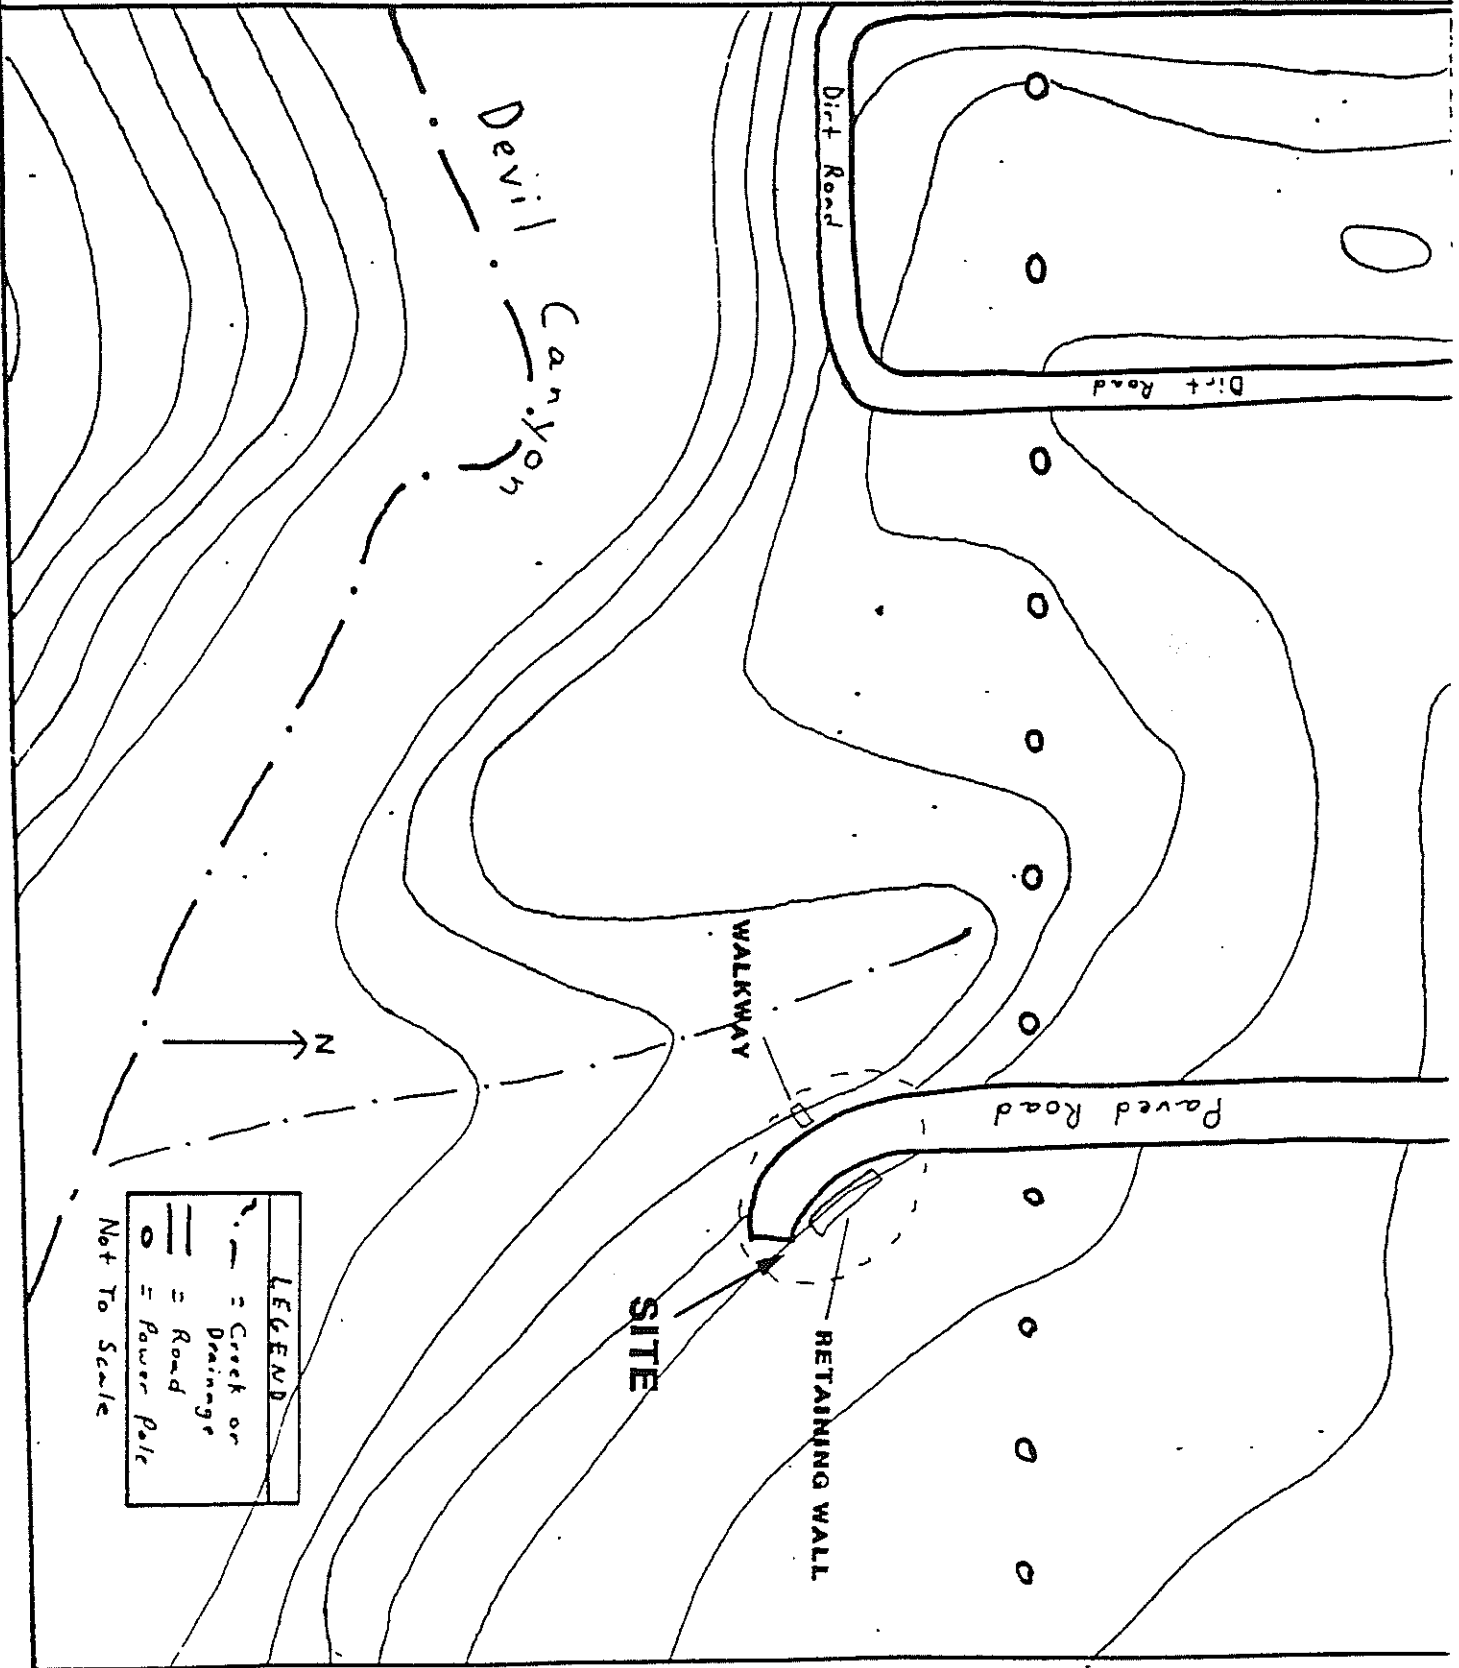 Dirt Road
Dirt Road
Devil Canyon
WALKWAY
N
Paved Road
SITE
RETAINING WALL
LEGEND
= Creek or
Drainage
= Road
= Power Pole
Not To Scale